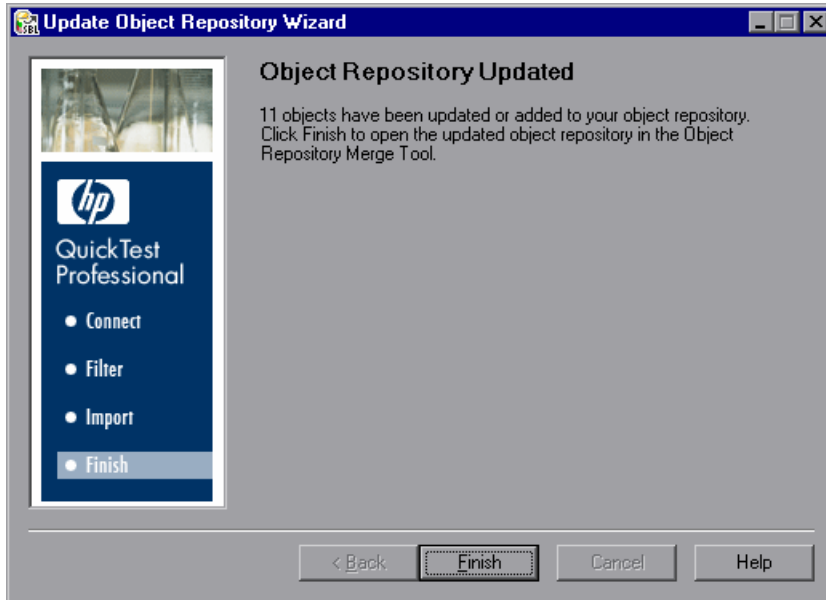 SBL Update Object Repository Wizard
Object Repository Updated
11 objects have been updated or added to your object repository.
Click Finish to open the updated object repository in the Object
Repository Merge Tool.
hp
QuickTest
Professional
Connect
Filter
Import
Finish
< Back
Finish
Cancel
Help